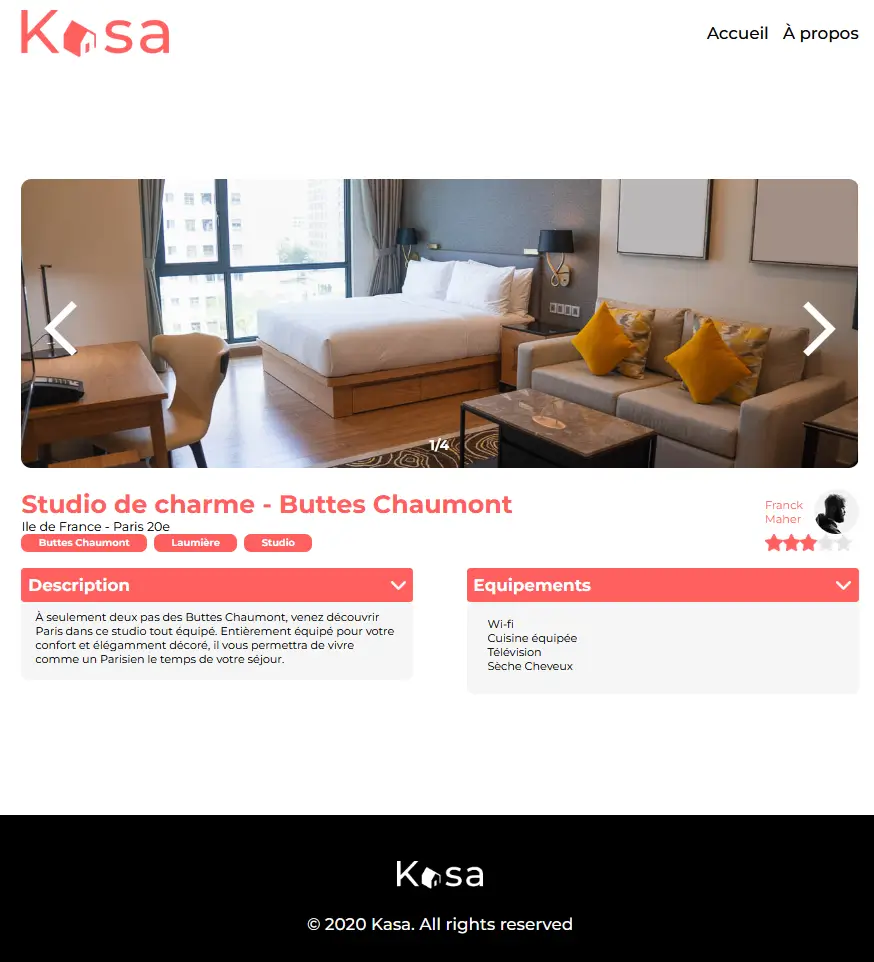 Kasa
Accueil À propos
1/4
Studio de charme - Buttes Chaumont
Ile de France - Paris 20e
Buttes Chaumont Laumière Studio
Franck
Maher
Description
À seulement deux pas des Buttes Chaumont, venez découvrir
Paris dans ce studio tout équipé. Entièrement équipé pour votre
confort et élégamment décoré, il vous permettra de vivre
comme un Parisien le temps de votre séjour.
Equipements
Wi-fi
Cuisine équipée
Télévision
Sèche Cheveux
Kasa
© 2020 Kasa. All rights reserved